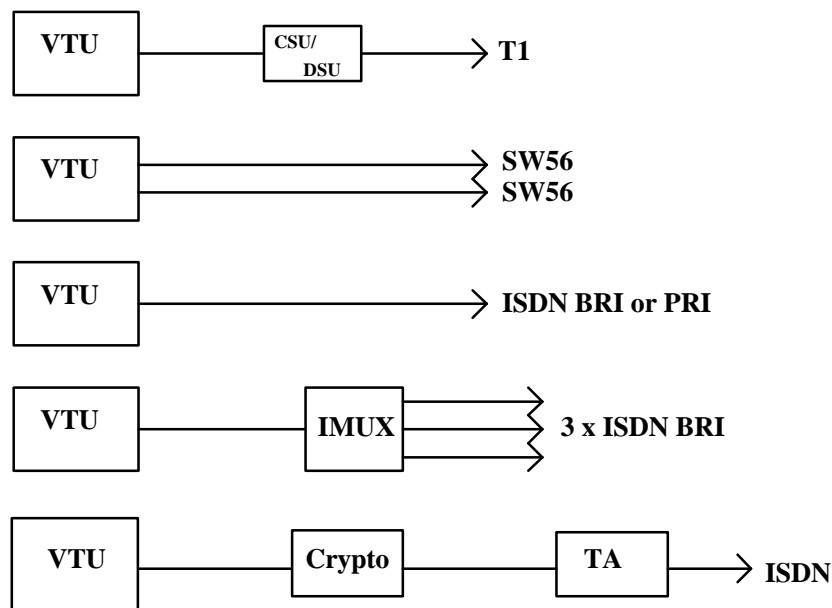 VTU
CSU/
DSU
T1
VTU
SW56
SW56
VTU
ISDN BRI or PRI
VTU
IMUX
3 x ISDN BRI
VTU
Crypto
TA
ISDN